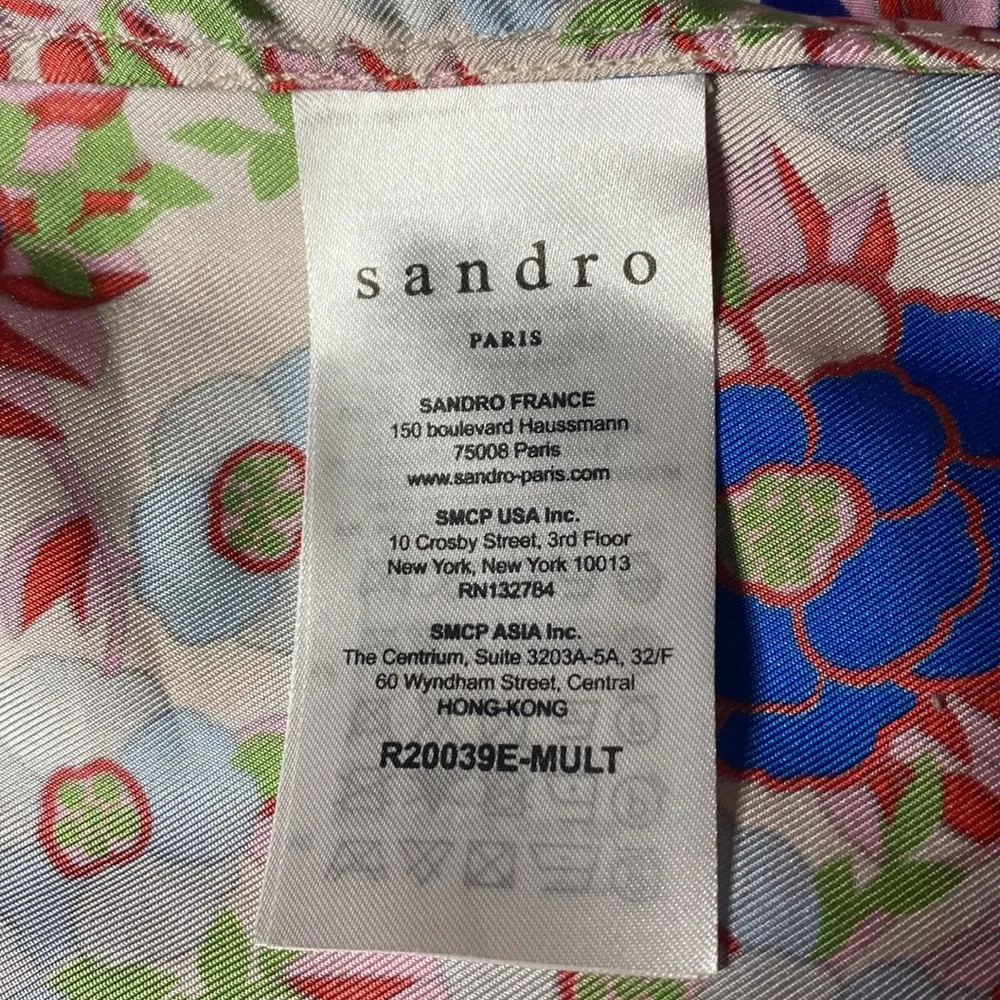 sandro
PARIS
SANDRO FRANCE
150 boulevard Haussmann
75008 Paris
www.sandro-paris.com
SMCP USA Inc.
10 Crosby Street, 3rd Floor
New York, New York 10013
RN132784
SMCP ASIA Inc.
The Centrium, Suite 3203A-5A, 32/F
60 Wyndham Street, Central
HONG-KONG
R20039E-MULT